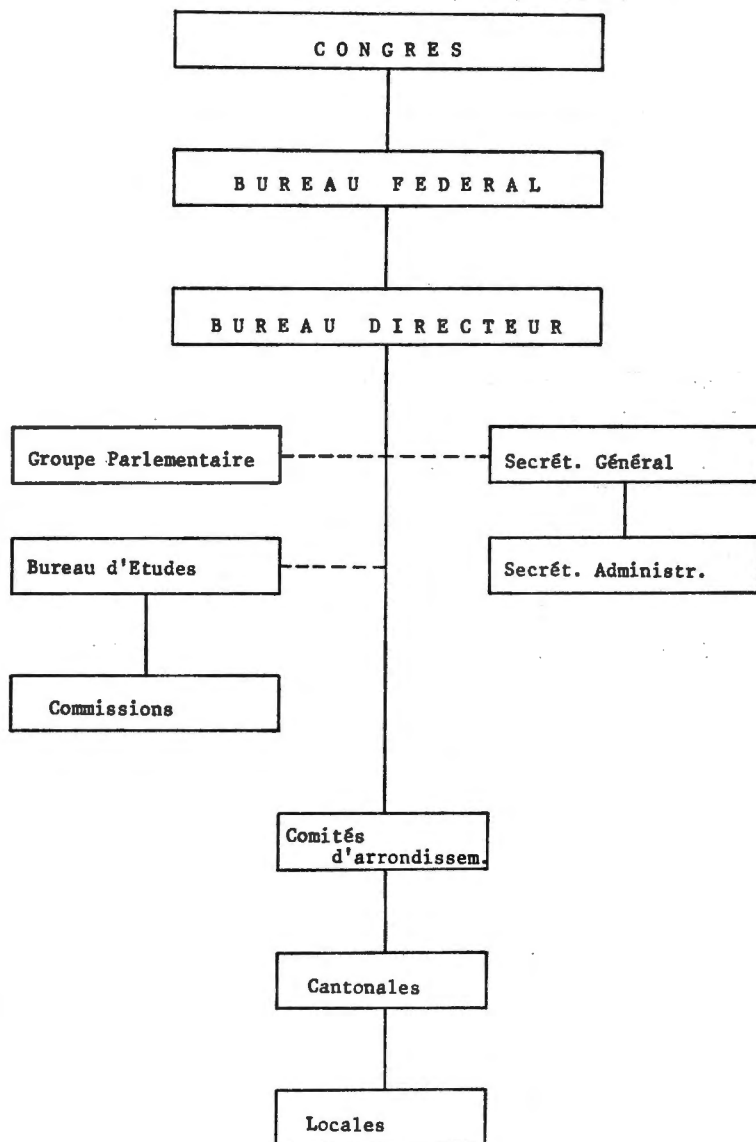 CONGRES
BUREAU FEDERAL
BUREAU DIRECTEUR
Groupe Parlementaire
Secrét. Général
Bureau d'Etudes
Secrét. Administr.
Commissions
Comités
d'arrondissem.
Cantonales
Locales